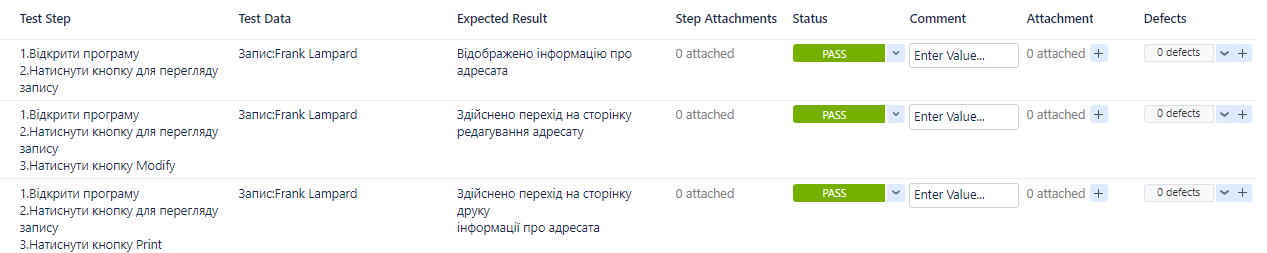 Test Step Test Data Expected Result Step Attachments Status Comment Attachment Defects
1.Відкрити програму Запис:Frank Lampard Відображено інформацію про 0 attached PASS Enter Value... 0 attached + 0 defects +
2.Натиснути кнопку для перегляду адресата
запису
1.Відкрити програму Запис:Frank Lampard Здійснено перехід на сторінку 0 attached PASS Enter Value... 0 attached + 0 defects +
2.Натиснути кнопку для перегляду редагування адресату
запису
3.Натиснути кнопку Modify
1.Відкрити програму Запис:Frank Lampard Здійснено перехід на сторінку 0 attached PASS Enter Value... 0 attached + 0 defects +
2.Натиснути кнопку для перегляду друку
запису інформації про адресата
3.Натиснути кнопку Print